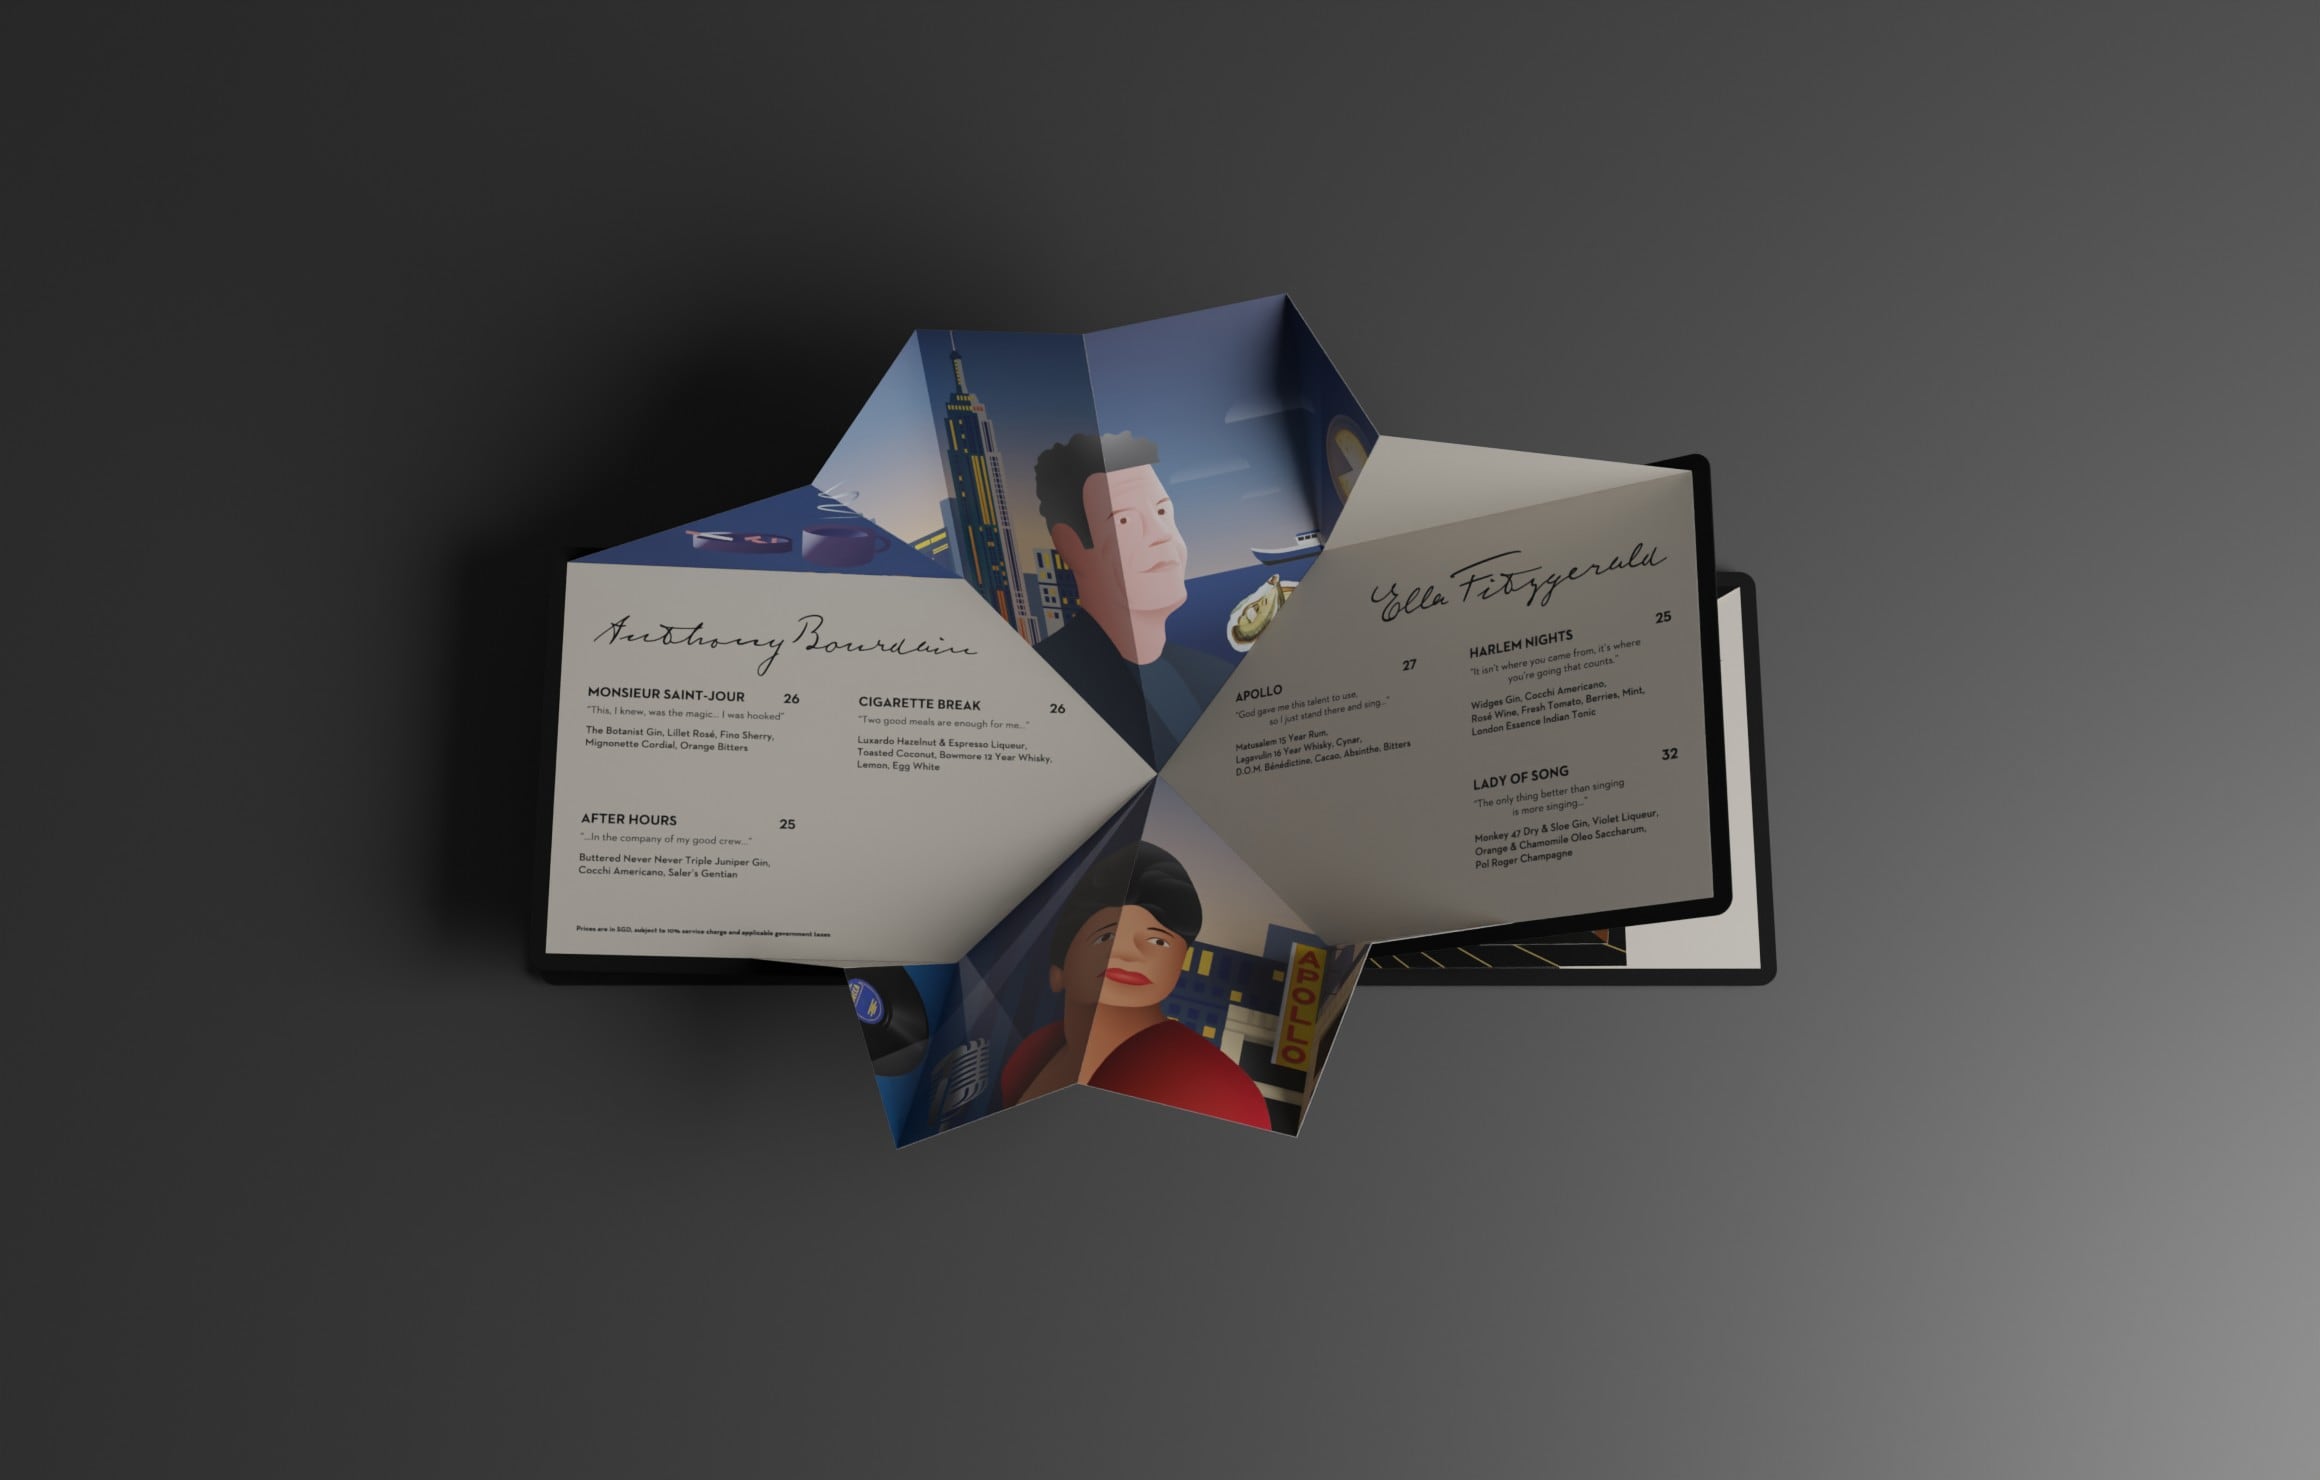 Anthony Bourdain
MONSIEUR SAINT-JOUR 26
"This, I knew, was the magic... I was hooked"
The Botanist Gin, Lillet Rosé, Fino Sherry,
Mignonette Cordial, Orange Bitters
CIGARETTE BREAK 26
"Two good meals are enough for me..."
Luxardo Hazelnut & Espresso Liqueur,
Toasted Coconut, Bowmore 12 Year Whisky,
Lemon, Egg White
AFTER HOURS 25
"...In the company of my good crew..."
Buttered Never Never Triple Juniper Gin,
Cocchi Americano, Saler's Gentian
Prices are in SGD, subject to 10% service charge and applicable government taxes
Ella Fitzgerald
APOLLO 27
"God gave me this talent to use,
so I just stand there and sing..."
Matusalem 15 Year Rum,
Lagavulin 16 Year Whisky, Cynar,
D.O.M. Bénédictine, Cacao, Absinthe, Bitters
HARLEM NIGHTS 25
"It isn't where you came from, it's where
you're going that counts."
Widges Gin, Cocchi Americano,
Rosé Wine, Fresh Tomato, Berries, Mint,
London Essence Indian Tonic
LADY OF SONG 32
"The only thing better than singing
is more singing..."
Monkey 47 Dry & Sloe Gin, Violet Liqueur,
Orange & Chamomile Oleo Saccharum,
Pol Roger Champagne
APOLLO